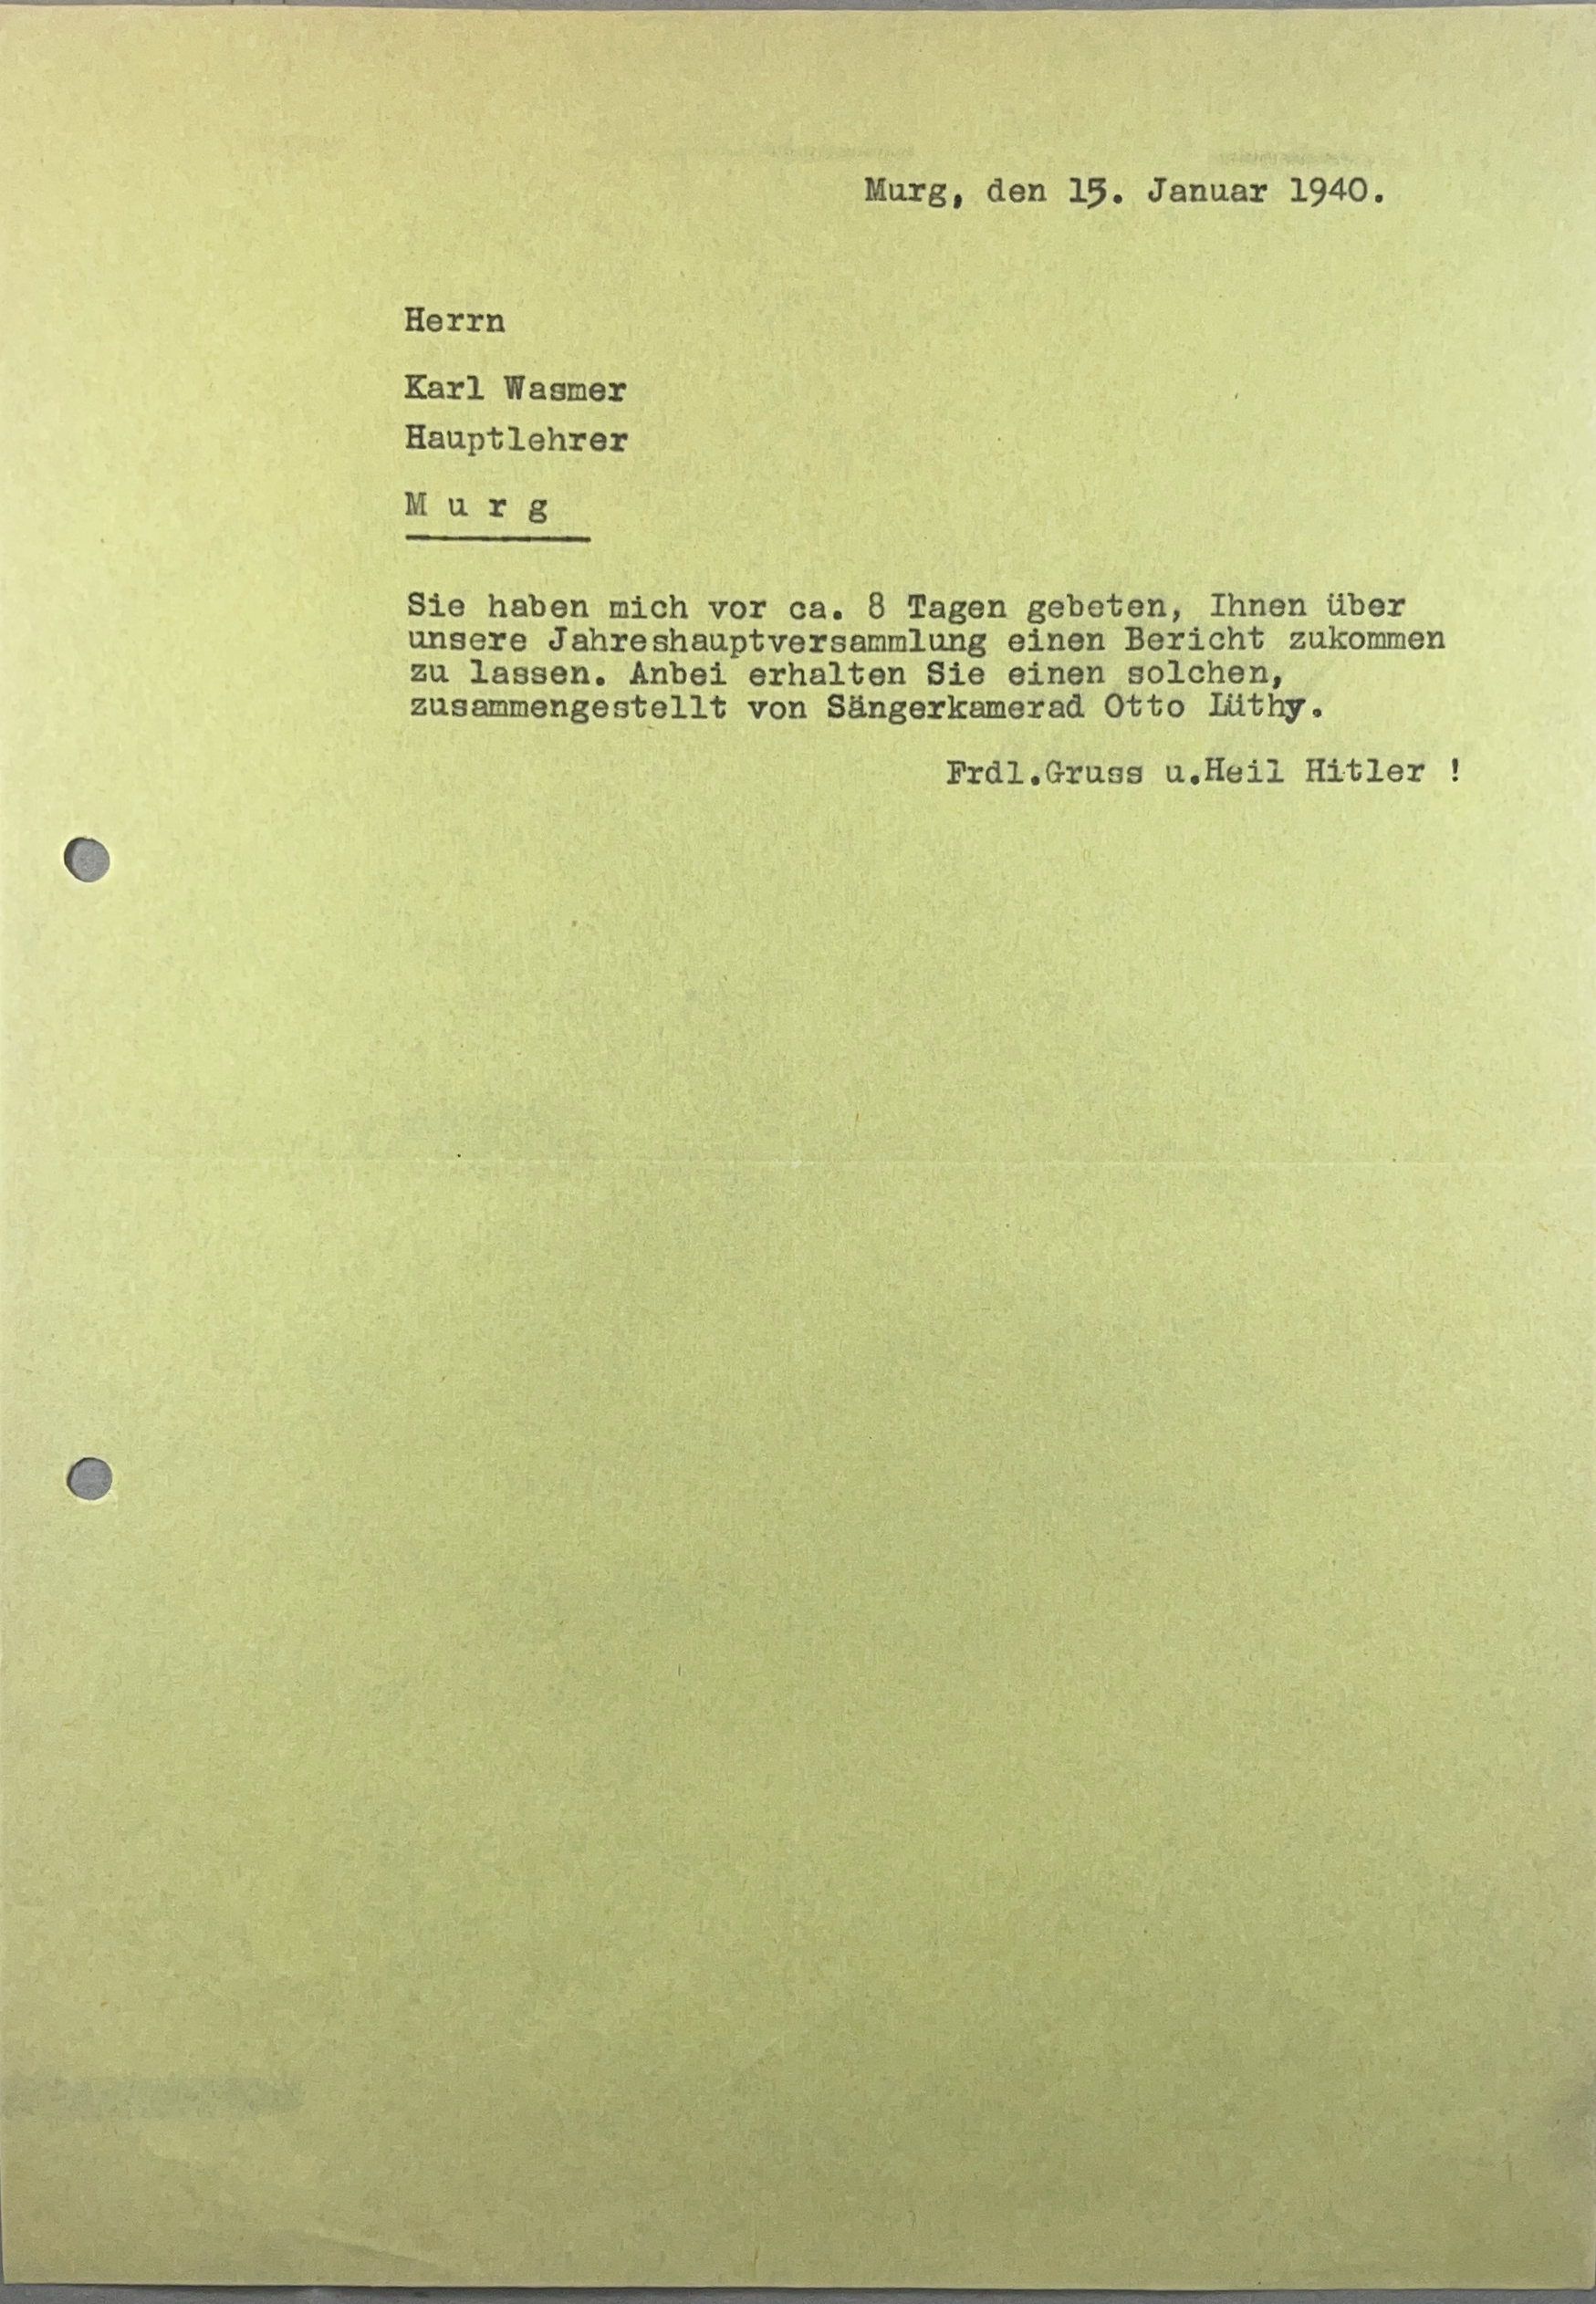 Murg, den 15. Januar 1940.
Herrn
Karl Wasmer
Hauptlehrer
M u r g
Sie haben mich vor ca. 8 Tagen gebeten, Ihnen über
unsere Jahreshauptversammlung einen Bericht zukommen
zu lassen. Anbei erhalten Sie einen solchen,
zusammengestellt von Sängerkamerad Otto Lüthy.
Frdl.Gruss u.Heil Hitler !